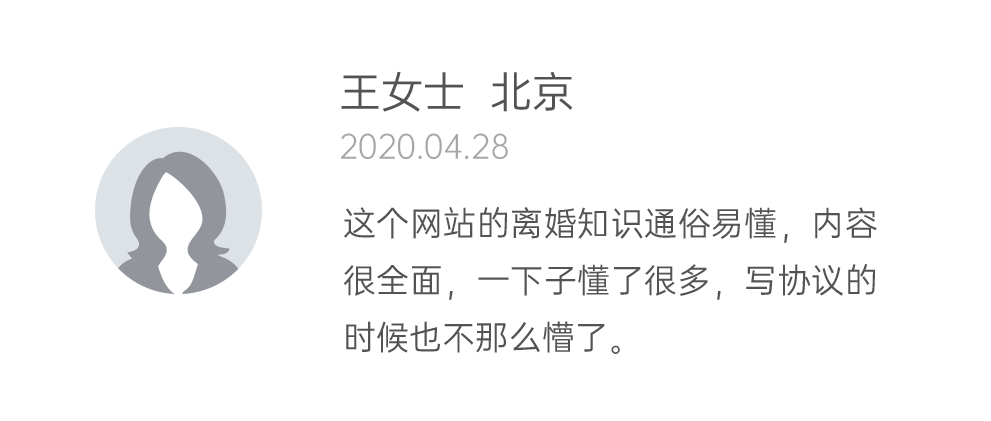 王女士 北京
2020.04.28
这个网站的离婚知识通俗易懂，内容
很全面，一下子懂了很多，写协议的
时候也不那么懵了。